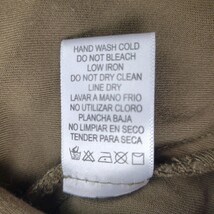 HAND WASH COLD
DO NOT BLEACH
LOW IRON
DO NOT DRY CLEAN
LINE DRY
LAVAR A MANO FRIO
NO UTILIZAR CLORO
PLANCHA BAJA
NO LIMPIAR EN SECO
TENDER PARA SECAR